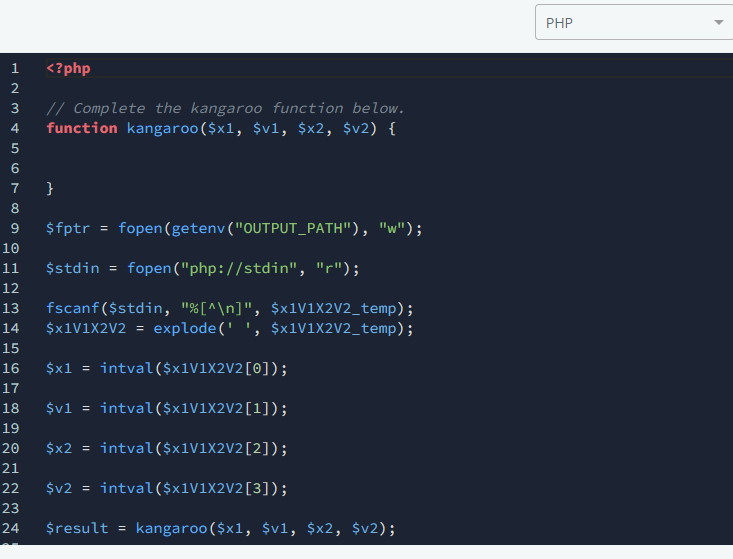 PHP
1 <?php
2
3 // Complete the kangaroo function below.
4 function kangaroo($x1, $v1, $x2, $v2) {
5
6
7 }
8
9 $fptr = fopen(getenv("OUTPUT_PATH"), "w");
10
11 $stdin = fopen("php://stdin", "r");
12
13 fscanf($stdin, "%[^\n]", $x1V1X2V2_temp);
14 $x1V1X2V2 = explode(' ', $x1V1X2V2_temp);
15
16 $x1 = intval($x1V1X2V2[0]);
17
18 $v1 = intval($x1V1X2V2[1]);
19
20 $x2 = intval($x1V1X2V2[2]);
21
22 $v2 = intval($x1V1X2V2[3]);
23
24 $result = kangaroo($x1, $v1, $x2, $v2);